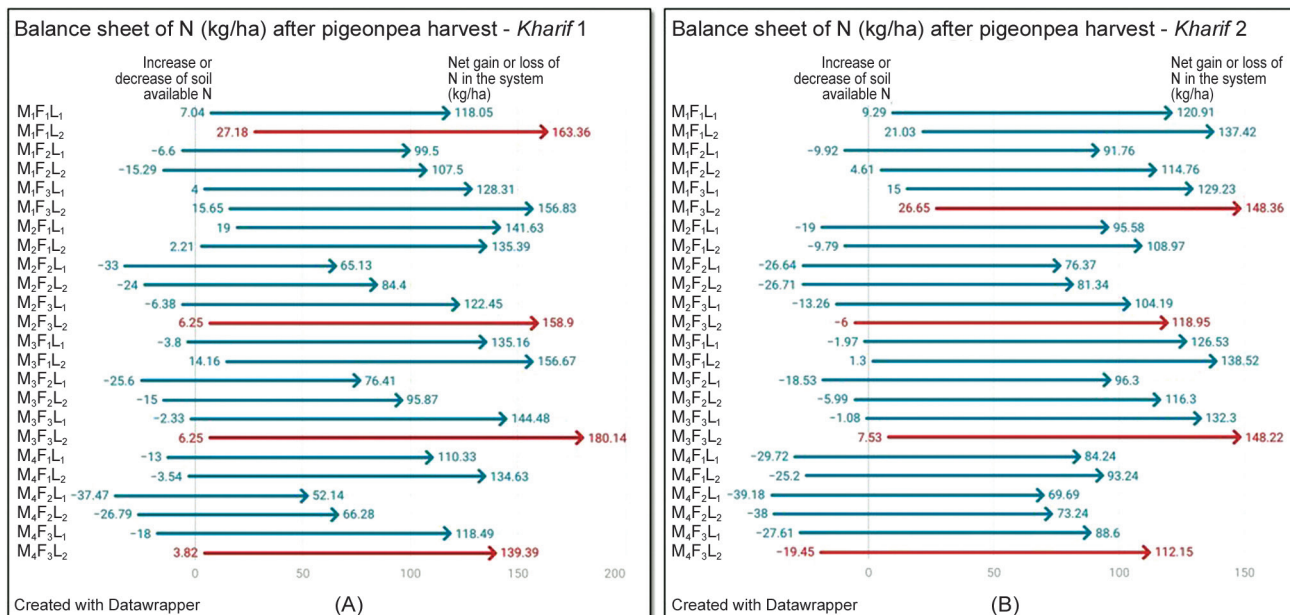 Balance sheet of N (kg/ha) after pigeonpea harvest - Kharif 1
Increase or
decrease of soil
available N
Net gain or loss of
N in the system
(kg/ha)
M₁F₁L₁ 7.04 118.05
M₁F₁L₂ 27.18 163.36
M₁F₂L₁ −6.6 99.5
M₁F₂L₂ −15.29 107.5
M₁F₃L₁ 4 128.31
M₁F₃L₂ 15.65 156.83
M₂F₁L₁ 19 141.63
M₂F₁L₂ 2.21 135.39
M₂F₂L₁ −33 65.13
M₂F₂L₂ −24 84.4
M₂F₃L₁ −6.38 122.45
M₂F₃L₂ 6.25 158.9
M₃F₁L₁ −3.8 135.16
M₃F₁L₂ 14.16 156.67
M₃F₂L₁ −25.6 76.41
M₃F₂L₂ −15 95.87
M₃F₃L₁ −2.33 144.48
M₃F₃L₂ 6.25 180.14
M₄F₁L₁ −13 110.33
M₄F₁L₂ −3.54 134.63
M₄F₂L₁ −37.47 52.14
M₄F₂L₂ −26.79 66.28
M₄F₃L₁ −18 118.49
M₄F₃L₂ 3.82 139.39
0 100 150 200
Created with Datawrapper
(A)
Balance sheet of N (kg/ha) after pigeonpea harvest - Kharif 2
Increase or
decrease of soil
available N
Net gain or loss of
N in the system
(kg/ha)
M₁F₁L₁ 9.29 120.91
M₁F₁L₂ 21.03 137.42
M₁F₂L₁ −9.92 91.76
M₁F₂L₂ 4.61 114.76
M₁F₃L₁ 15 129.23
M₁F₃L₂ 26.65 148.36
M₂F₁L₁ −19 95.58
M₂F₁L₂ −9.79 108.97
M₂F₂L₁ −26.64 76.37
M₂F₂L₂ −26.71 81.34
M₂F₃L₁ −13.26 104.19
M₂F₃L₂ −6 118.95
M₃F₁L₁ −1.97 126.53
M₃F₁L₂ 1.3 138.52
M₃F₂L₁ −18.53 96.3
M₃F₂L₂ −5.99 116.3
M₃F₃L₁ −1.08 132.3
M₃F₃L₂ 7.53 148.22
M₄F₁L₁ −29.72 84.24
M₄F₁L₂ −25.2 93.24
M₄F₂L₁ −39.18 69.69
M₄F₂L₂ −38 73.24
M₄F₃L₁ −27.61 88.6
M₄F₃L₂ −19.45 112.15
0 50 100 150
Created with Datawrapper
(B)